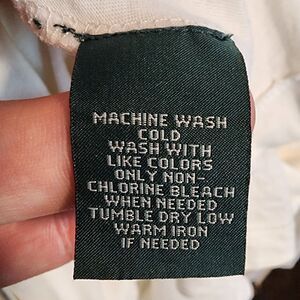 MACHINE WASH
COLD
WASH WITH
LIKE COLORS
ONLY NON-
CHLORINE BLEACH
WHEN NEEDED
TUMBLE DRY LOW
WARM IRON
IF NEEDED